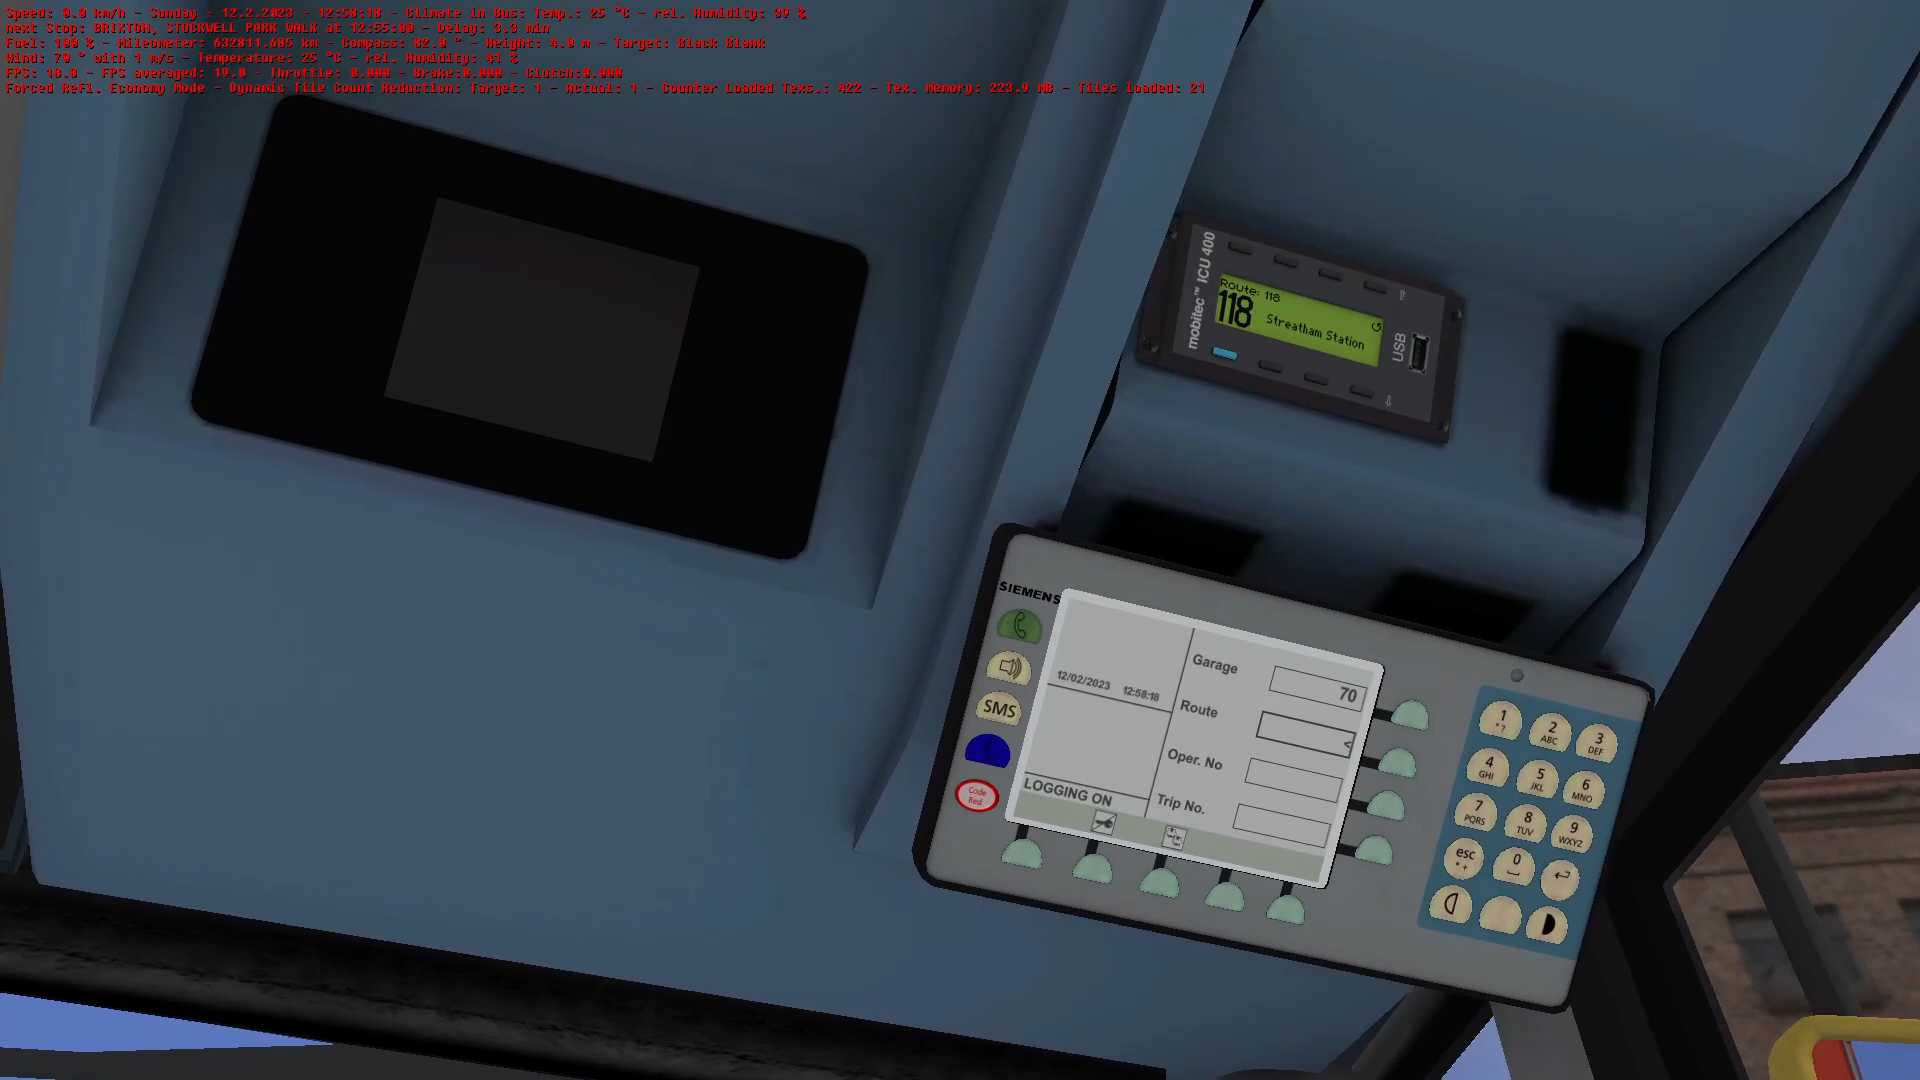 Speed: 0.0 km/h - Sunday - 12.2.2023 - 12:58:18 - Climate in Bus: Temp.: 25 °C - rel. Humidity: 39 %
next Stop: BRIXTON, STOCKWELL PARK WALK at 12:55:00 - Delay: 3.3 min
Fuel: 100 % - Mileometer: 632811.605 km - Compass: 82.0 ° - Height: 4.0 m - Target: Black Blank
Wind: 70 ° with 1 m/s - Temperature: 25 °C - rel. Humidity: 41 %
FPS: 18.8 - FPS averaged: 19.0 - Throttle: 0.000 - Brake:0.000 - Clutch:0.000
Forced Refl. Economy Mode - Dynamic Tile Count Reduction: Target: 1 - Actual: 1 - Counter Loaded Texs.: 422 - Tex. Memory: 223.9 MB - Tiles loaded: 21
mobitec™ ICU 400
Route: 118
118 Streatham Station
USB
SIEMENS
SMS
Code
Red
12/02/2023 12:58:18
LOGGING ON
Garage 70
Route <
Oper. No
Trip No.
1
*?
2
ABC
3
DEF
4
GHI
5
JKL
6
MNO
7
PQRS
8
TUV
9
WXYZ
esc
*+
0